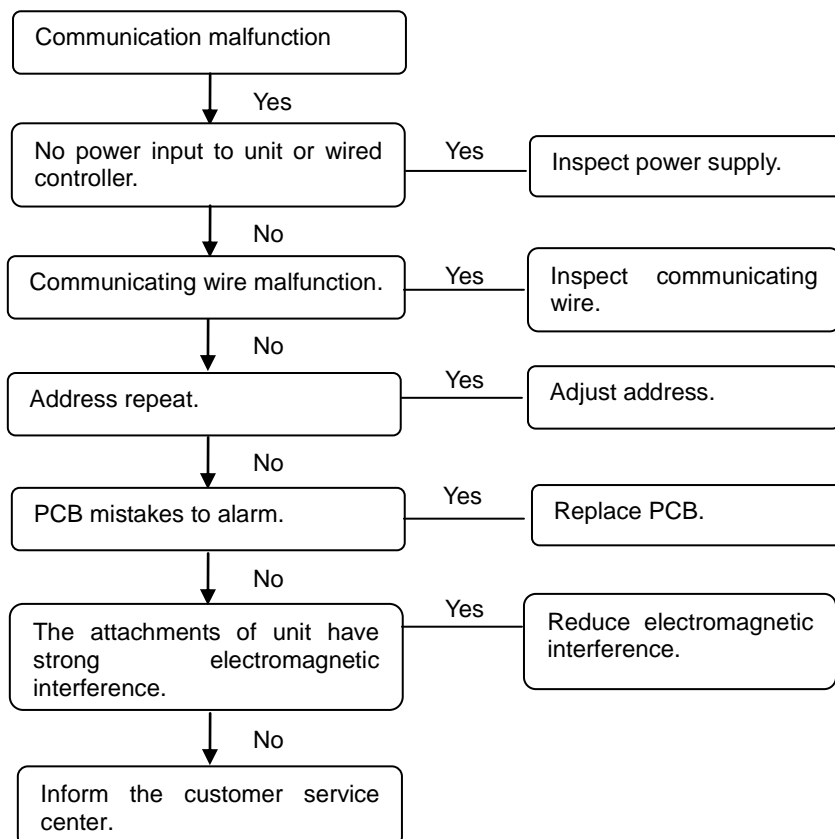 Communication malfunction
Yes
No power input to unit or wired
controller.
Yes
Inspect power supply.
No
Communicating wire malfunction.
Yes
Inspect communicating
wire.
No
Address repeat.
Yes
Adjust address.
No
PCB mistakes to alarm.
Yes
Replace PCB.
No
The attachments of unit have
strong electromagnetic
interference.
Yes
Reduce electromagnetic
interference.
No
Inform the customer service
center.